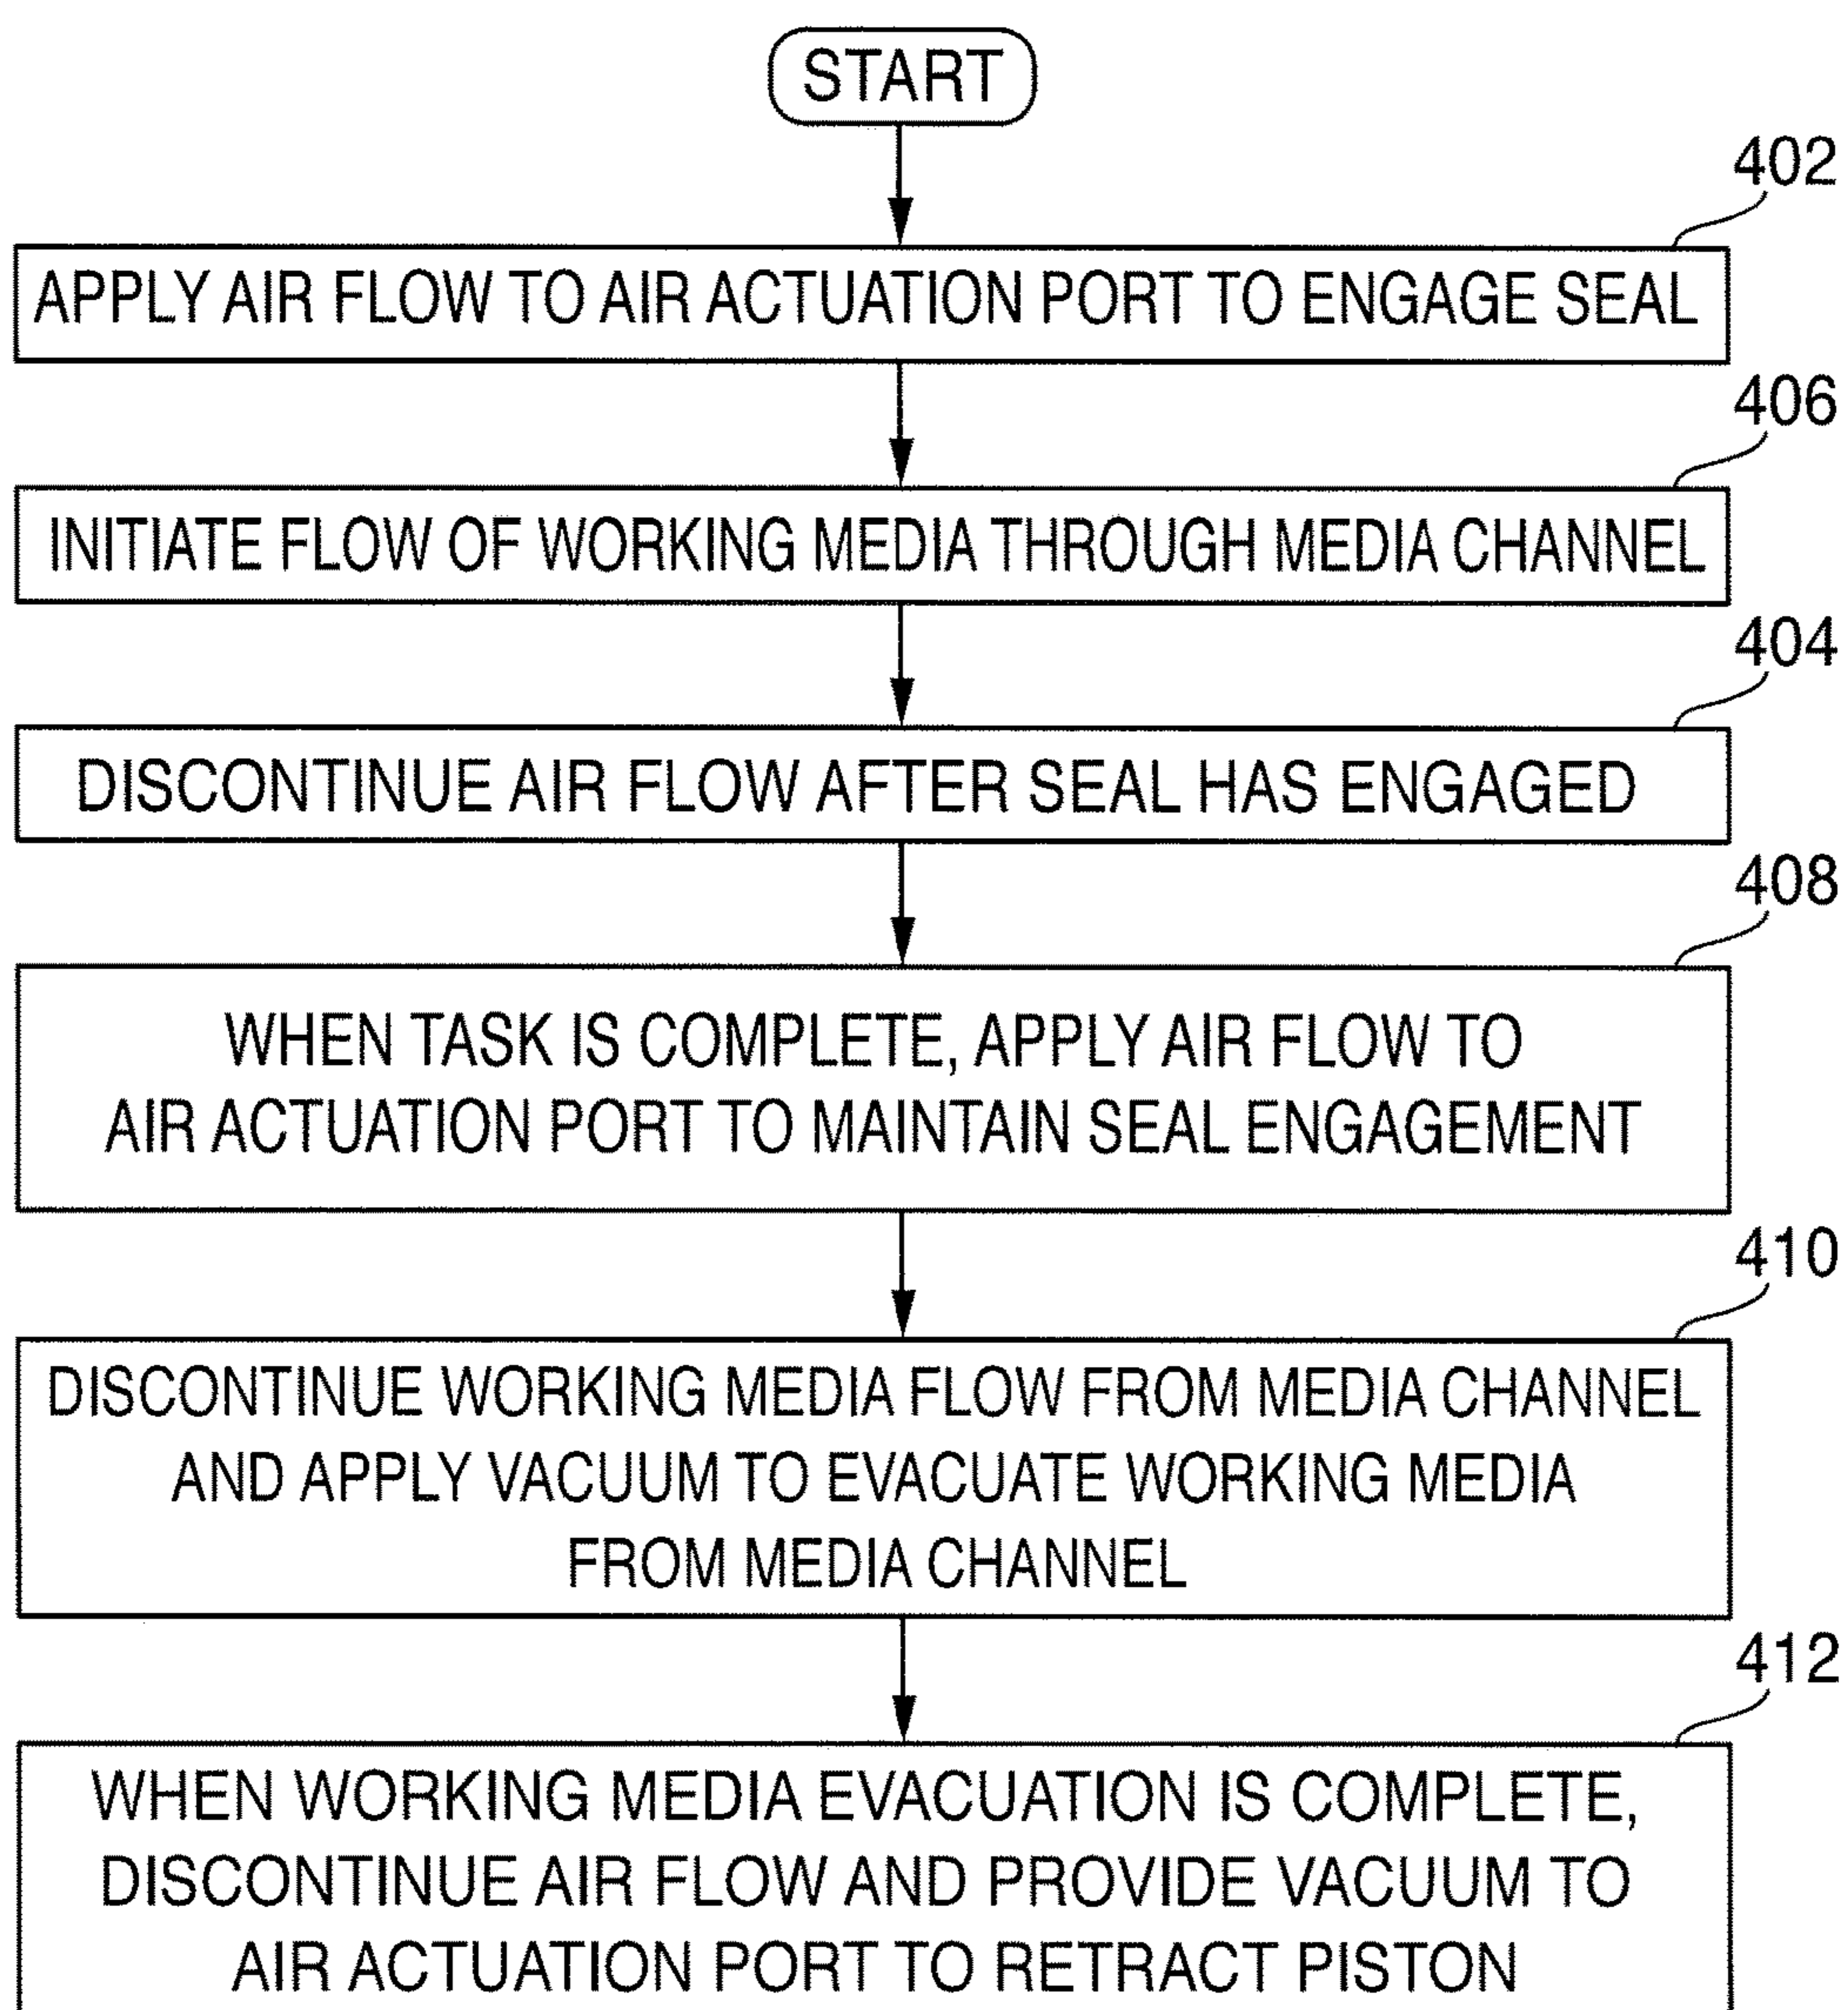 START
402
APPLY AIR FLOW TO AIR ACTUATION PORT TO ENGAGE SEAL
406
INITIATE FLOW OF WORKING MEDIA THROUGH MEDIA CHANNEL
404
DISCONTINUE AIR FLOW AFTER SEAL HAS ENGAGED
408
WHEN TASK IS COMPLETE, APPLY AIR FLOW TO
AIR ACTUATION PORT TO MAINTAIN SEAL ENGAGEMENT
410
DISCONTINUE WORKING MEDIA FLOW FROM MEDIA CHANNEL
AND APPLY VACUUM TO EVACUATE WORKING MEDIA
FROM MEDIA CHANNEL
412
WHEN WORKING MEDIA EVACUATION IS COMPLETE,
DISCONTINUE AIR FLOW AND PROVIDE VACUUM TO
AIR ACTUATION PORT TO RETRACT PISTON